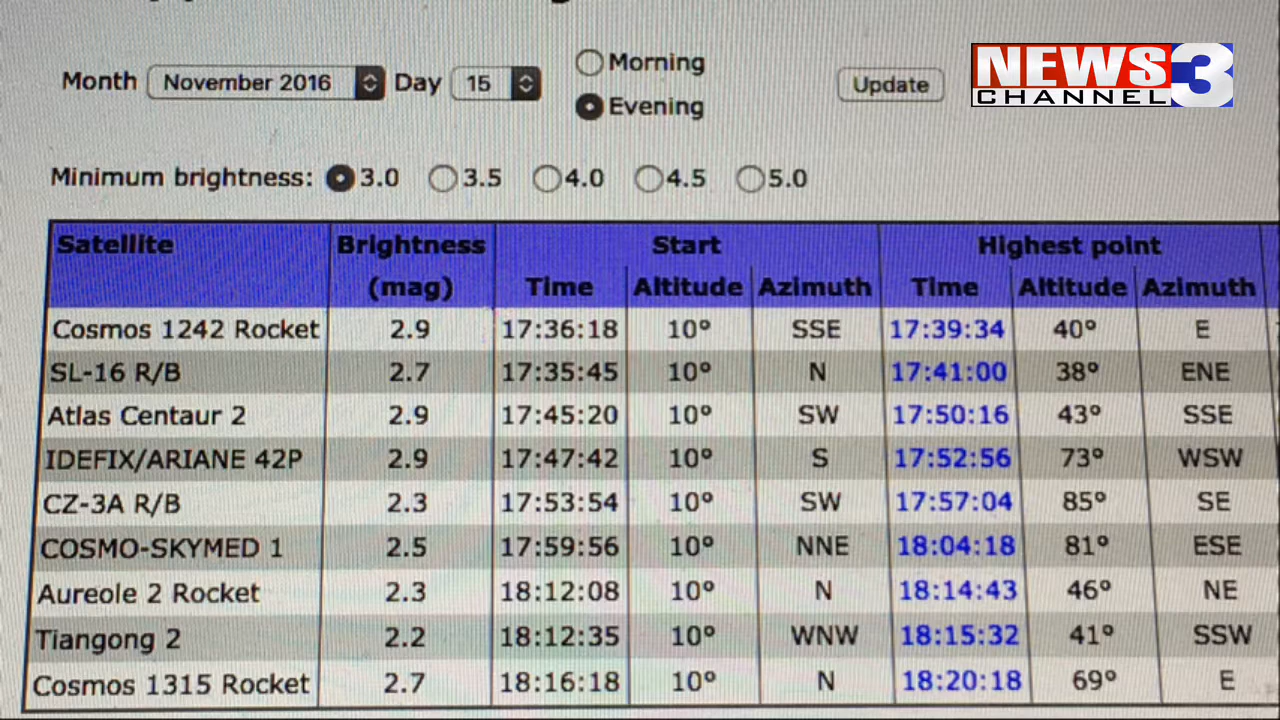 Month November 2016 Day 15 Morning
Evening
Update
NEWS 3
CHANNEL
Minimum brightness: 3.0 3.5 4.0 4.5 5.0
Satellite Brightness Start Highest point
(mag) Time Altitude Azimuth Time Altitude Azimuth
Cosmos 1242 Rocket 2.9 17:36:18 10° SSE 17:39:34 40° E
SL-16 R/B 2.7 17:35:45 10° N 17:41:00 38° ENE
Atlas Centaur 2 2.9 17:45:20 10° SW 17:50:16 43° SSE
IDEFIX/ARIANE 42P 2.9 17:47:42 10° S 17:52:56 73° WSW
CZ-3A R/B 2.3 17:53:54 10° SW 17:57:04 85° SE
COSMO-SKYMED 1 2.5 17:59:56 10° NNE 18:04:18 81° ESE
Aureole 2 Rocket 2.3 18:12:08 10° N 18:14:43 46° NE
Tiangong 2 2.2 18:12:35 10° WNW 18:15:32 41° SSW
Cosmos 1315 Rocket 2.7 18:16:18 10° N 18:20:18 69° E